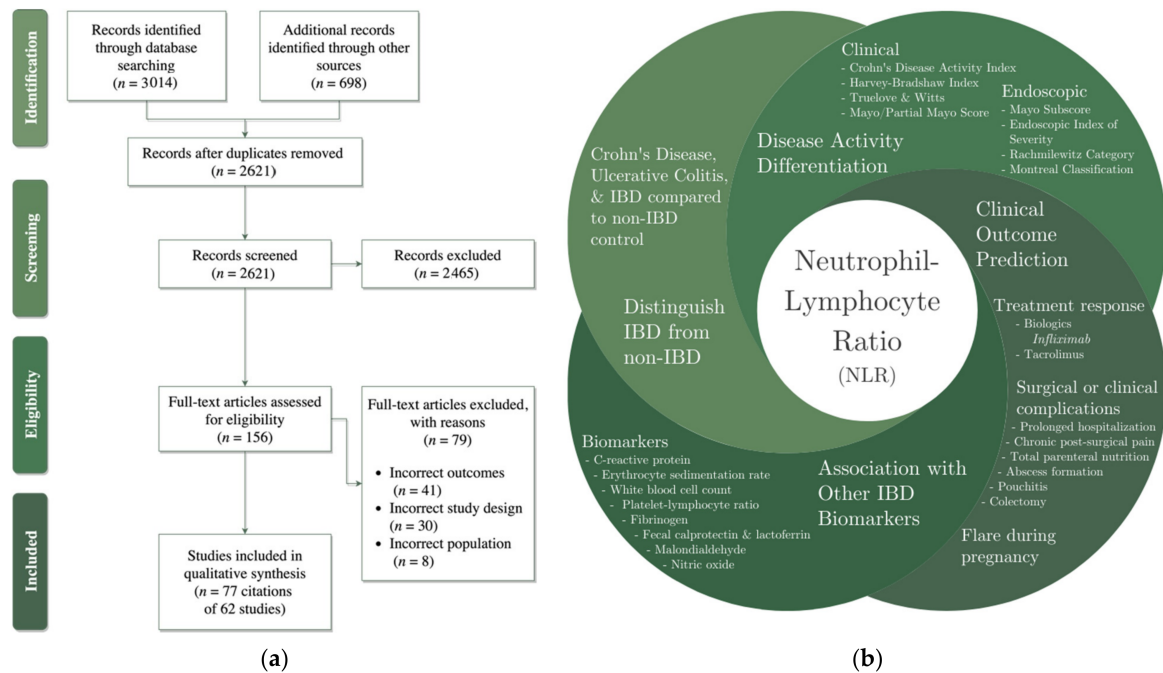 Identification
Records identified
through database
searching
(n = 3014)
Additional records
identified through other
sources
(n = 698)
Records after duplicates removed
(n = 2621)
Screening
Records screened
(n = 2621)
Records excluded
(n = 2465)
Eligibility
Full-text articles assessed
for eligibility
(n = 156)
Full-text articles excluded,
with reasons
(n = 79)
• Incorrect outcomes
(n = 41)
• Incorrect study design
(n = 30)
• Incorrect population
(n = 8)
Included
Studies included in
qualitative synthesis
(n = 77 citations
of 62 studies)
(a)
Clinical
- Crohn's Disease Activity Index
- Harvey-Bradshaw Index
- Truelove & Witts
- Mayo/Partial Mayo Score
Endoscopic
- Mayo Subscore
- Endoscopic Index of
Severity
- Rachmilewitz Category
- Montreal Classification
Disease Activity
Differentiation
Crohn's Disease,
Ulcerative Colitis,
& IBD compared
to non-IBD
control
Distinguish
IBD from
non-IBD
Neutrophil-
Lymphocyte
Ratio
(NLR)
Clinical
Outcome
Prediction
Treatment response
- Biologics
Infliximab
- Tacrolimus
Surgical or clinical
complications
- Prolonged hospitalization
- Chronic post-surgical pain
- Total parenteral nutrition
- Abscess formation
- Pouchitis
- Colectomy
Flare during
pregnancy
Biomarkers
- C-reactive protein
- Erythrocyte sedimentation rate
- White blood cell count
- Platelet-lymphocyte ratio
- Fibrinogen
- Fecal calprotectin & lactoferrin
- Malondialdehyde
- Nitric oxide
Association with
Other IBD
Biomarkers
(b)